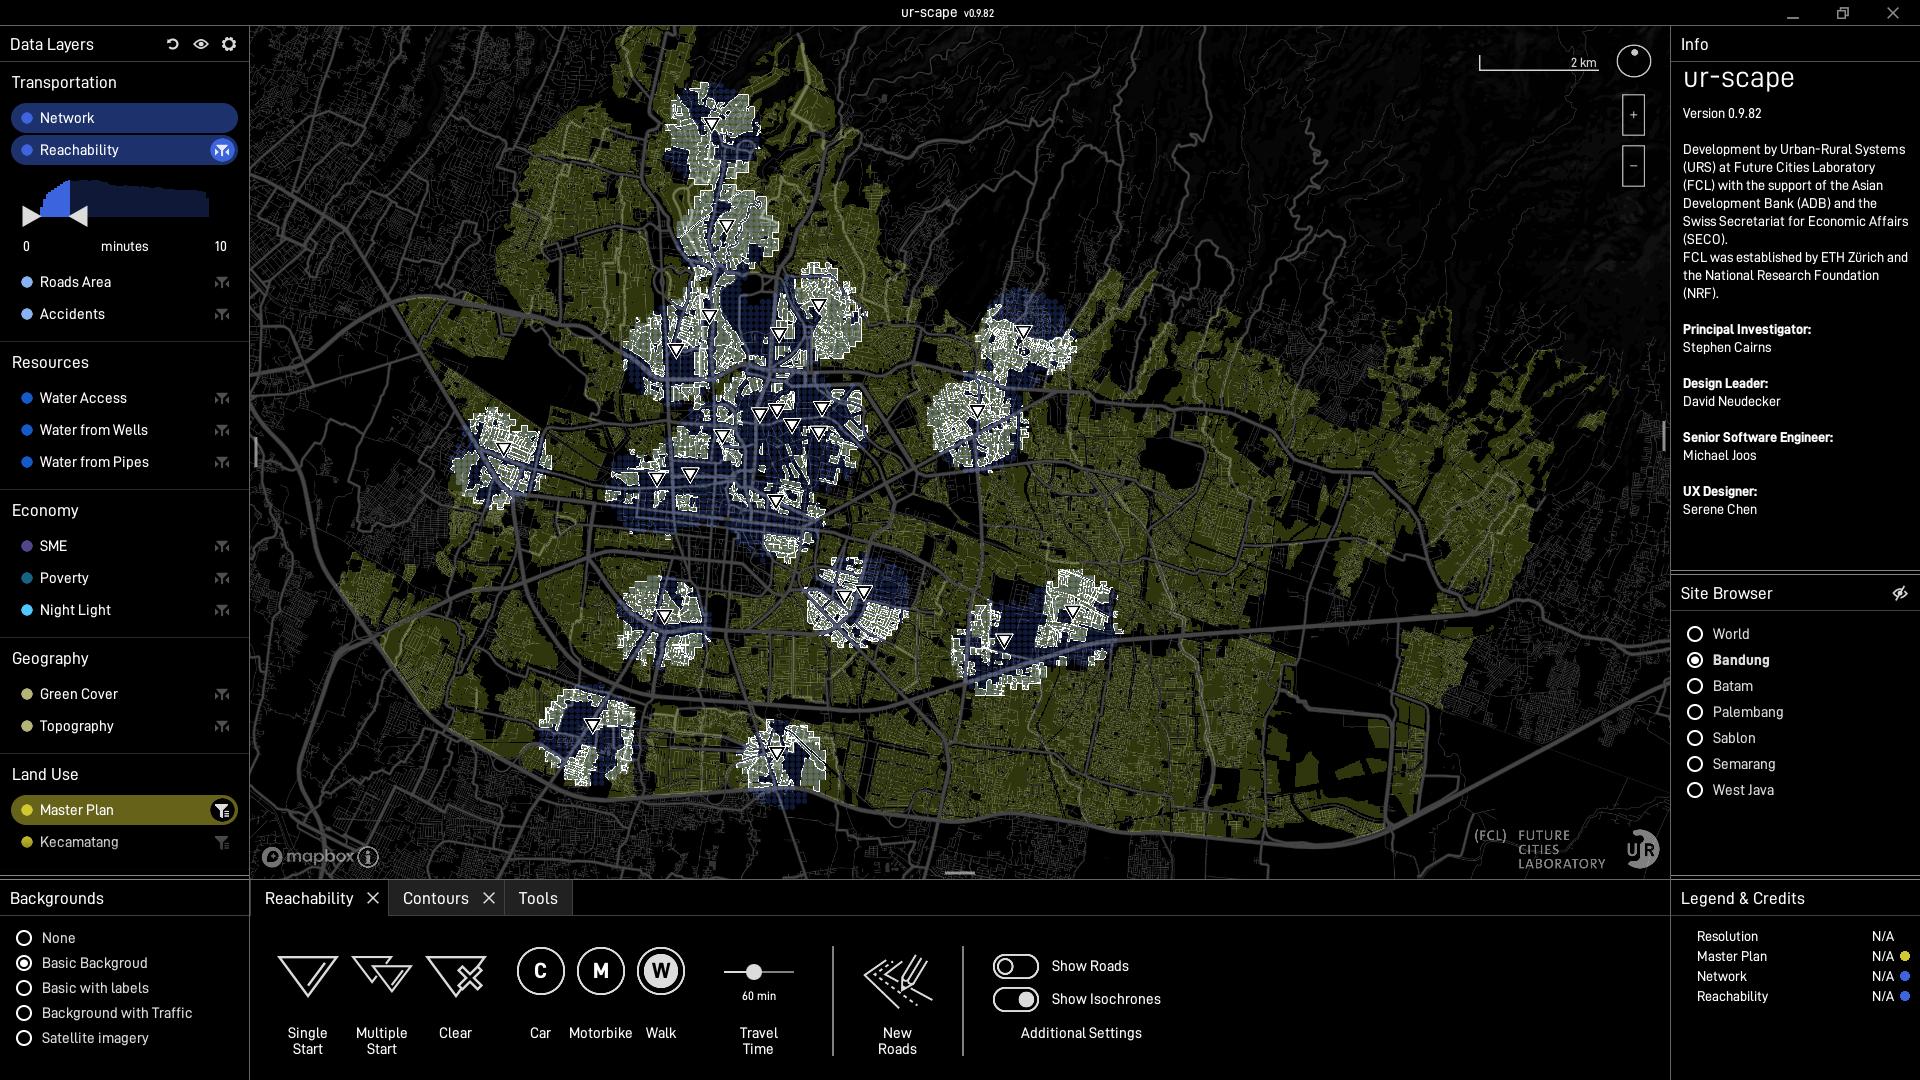 ur-scape v0.9.82
Data Layers
Transportation
Network
Reachability
0 minutes 10
Roads Area
Accidents
Resources
Water Access
Water from Wells
Water from Pipes
Economy
SME
Poverty
Night Light
Geography
Green Cover
Topography
Land Use
Master Plan
Kecamatang
Backgrounds
None
Basic Backgroud
Basic with labels
Background with Traffic
Satellite imagery
2 km
+
−
mapbox
(FCL) FUTURE
CITIES
LABORATORY
UR
Reachability
Contours
Tools
Single
Start
Multiple
Start
Clear
C
M
W
Car
Motorbike
Walk
60 min
Travel
Time
New
Roads
Show Roads
Show Isochrones
Additional Settings
Info
ur-scape
Version 0.9.82
Development by Urban-Rural Systems
(URS) at Future Cities Laboratory
(FCL) with the support of the Asian
Development Bank (ADB) and the
Swiss Secretariat for Economic Affairs
(SECO).
FCL was established by ETH Zürich and
the National Research Foundation
(NRF).
Principal Investigator:
Stephen Cairns
Design Leader:
David Neudecker
Senior Software Engineer:
Michael Joos
UX Designer:
Serene Chen
Site Browser
World
Bandung
Batam
Palembang
Sablon
Semarang
West Java
Legend & Credits
Resolution N/A
Master Plan N/A
Network N/A
Reachability N/A